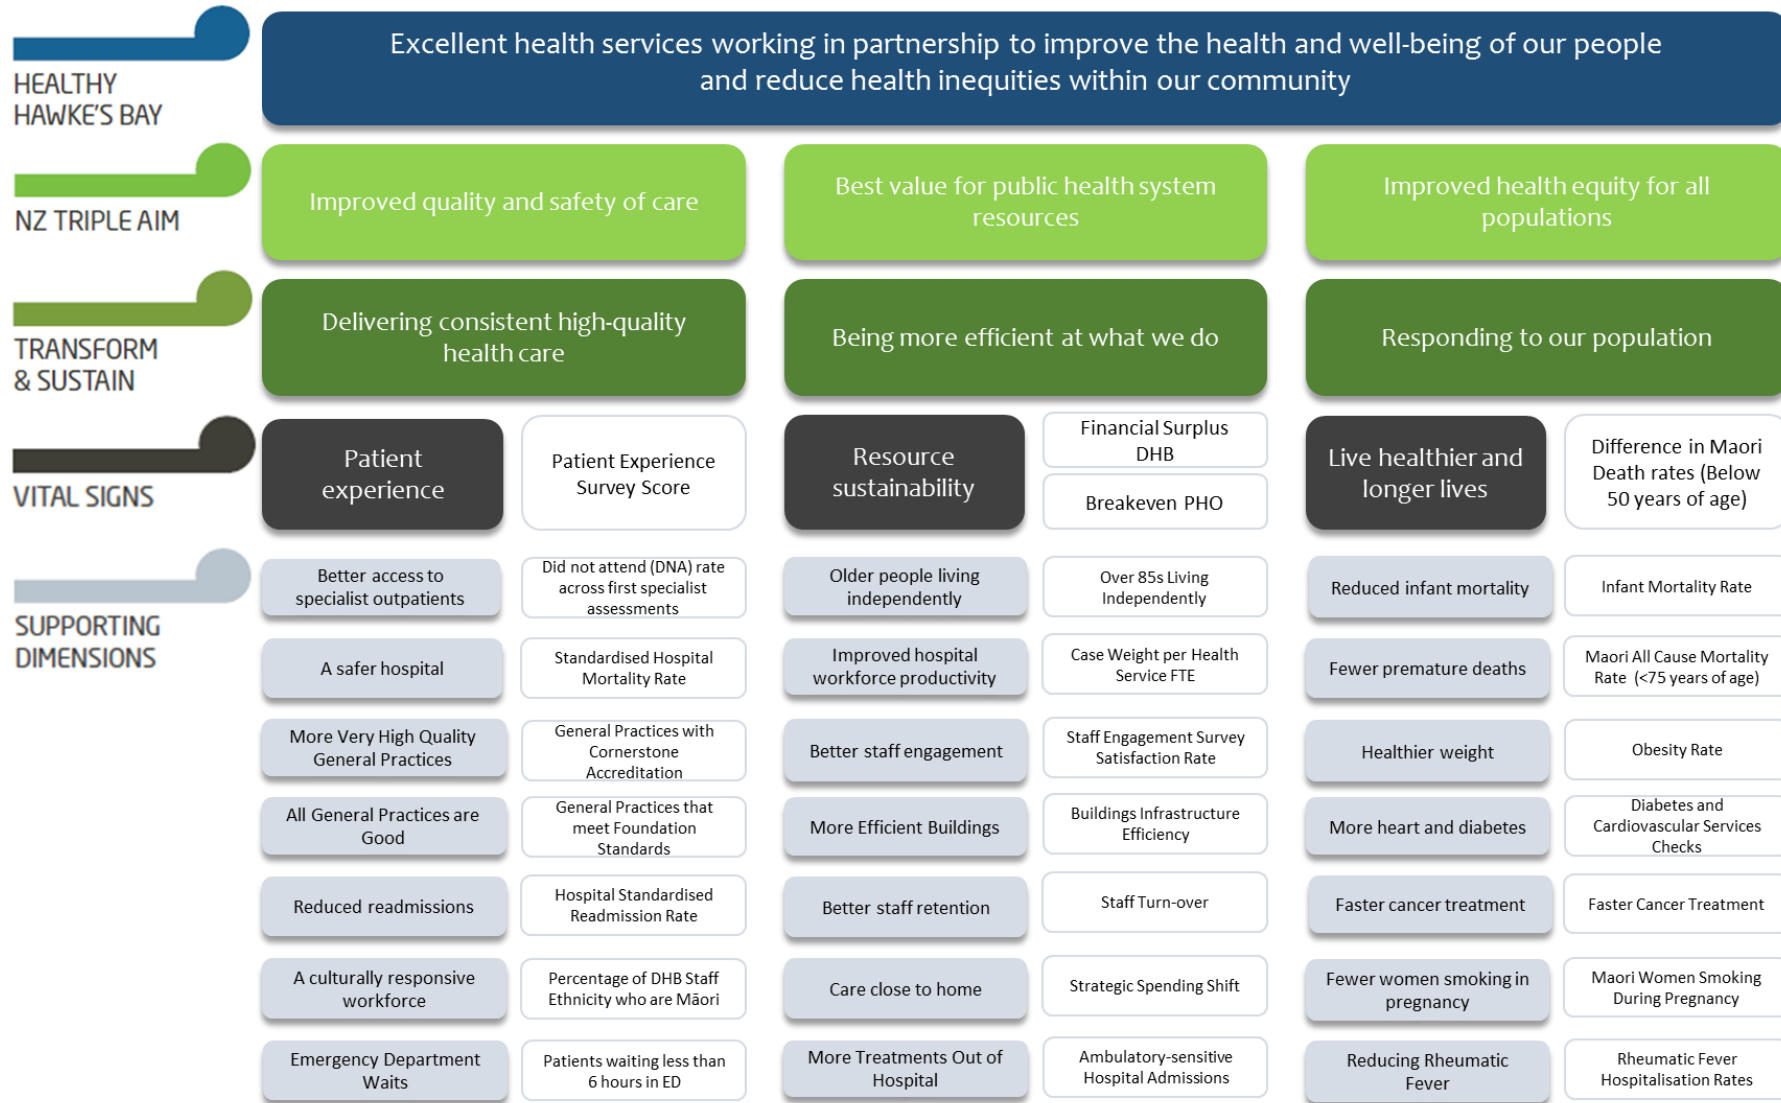 HEALTHY
HAWKE'S BAY
Excellent health services working in partnership to improve the health and well-being of our people
and reduce health inequities within our community
NZ TRIPLE AIM
Improved quality and safety of care
Best value for public health system
resources
Improved health equity for all
populations
TRANSFORM
& SUSTAIN
Delivering consistent high-quality
health care
Being more efficient at what we do
Responding to our population
VITAL SIGNS
Patient
experience
Patient Experience
Survey Score
Resource
sustainability
Financial Surplus
DHB
Breakeven PHO
Live healthier and
longer lives
Difference in Maori
Death rates (Below
50 years of age)
SUPPORTING
DIMENSIONS
Better access to
specialist outpatients
Did not attend (DNA) rate
across first specialist
assessments
Older people living
independently
Over 85s Living
Independently
Reduced infant mortality
Infant Mortality Rate
A safer hospital
Standardised Hospital
Mortality Rate
Improved hospital
workforce productivity
Case Weight per Health
Service FTE
Fewer premature deaths
Maori All Cause Mortality
Rate (<75 years of age)
More Very High Quality
General Practices
General Practices with
Cornerstone
Accreditation
Better staff engagement
Staff Engagement Survey
Satisfaction Rate
Healthier weight
Obesity Rate
All General Practices are
Good
General Practices that
meet Foundation
Standards
More Efficient Buildings
Buildings Infrastructure
Efficiency
More heart and diabetes
Diabetes and
Cardiovascular Services
Checks
Reduced readmissions
Hospital Standardised
Readmission Rate
Better staff retention
Staff Turn-over
Faster cancer treatment
Faster Cancer Treatment
A culturally responsive
workforce
Percentage of DHB Staff
Ethnicity who are Māori
Care close to home
Strategic Spending Shift
Fewer women smoking in
pregnancy
Maori Women Smoking
During Pregnancy
Emergency Department
Waits
Patients waiting less than
6 hours in ED
More Treatments Out of
Hospital
Ambulatory-sensitive
Hospital Admissions
Reducing Rheumatic
Fever
Rheumatic Fever
Hospitalisation Rates